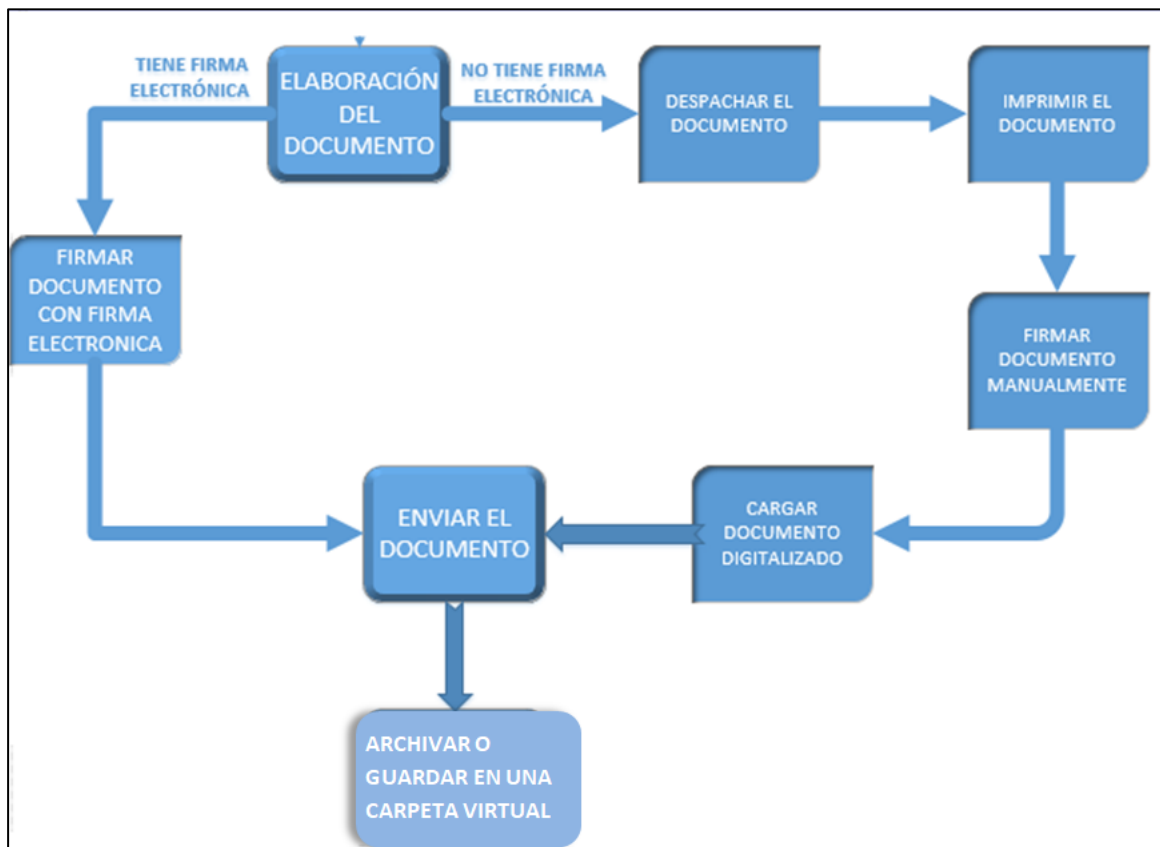 TIENE FIRMA
ELECTRÓNICA
ELABORACIÓN
DEL
DOCUMENTO
NO TIENE FIRMA
ELECTRÓNICA
DESPACHAR EL
DOCUMENTO
IMPRIMIR EL
DOCUMENTO
FIRMAR
DOCUMENTO
CON FIRMA
ELECTRONICA
FIRMAR
DOCUMENTO
MANUALMENTE
ENVIAR EL
DOCUMENTO
CARGAR
DOCUMENTO
DIGITALIZADO
ARCHIVAR O
GUARDAR EN UNA
CARPETA VIRTUAL